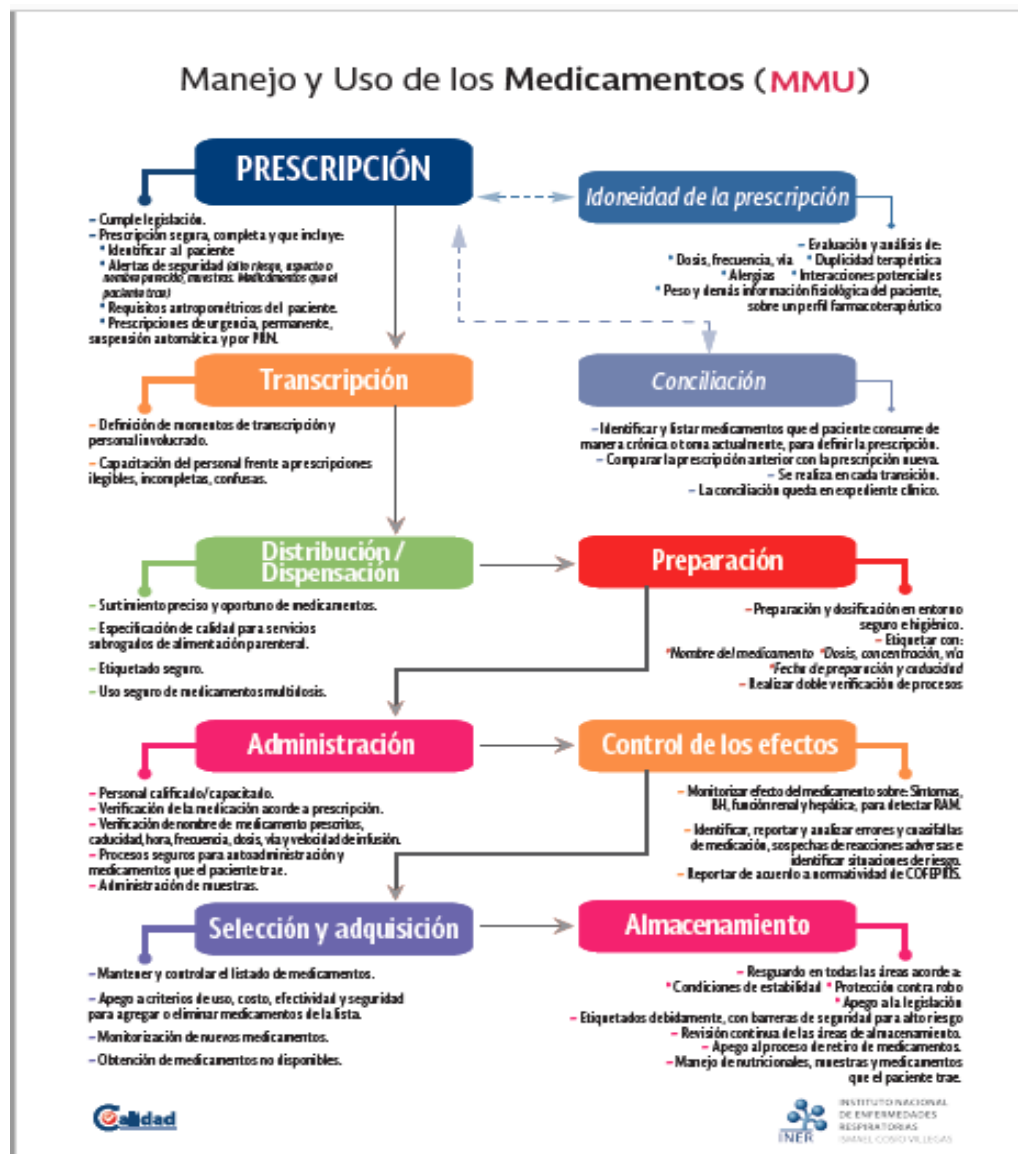 Manejo y Uso de los Medicamentos (MMU)
PRESCRIPCIÓN
– Cumple legislación.
– Prescripción segura, completa y que incluye:
* Identificar al paciente
* Alertas de seguridad (alto riesgo, aspecto o
nombre parecido, muestras. Medicamentos que el
paciente trae)
* Requisitos antropométricos del paciente.
* Prescripciones de urgencia, permanente,
suspensión automática y por PRN.
Idoneidad de la prescripción
– Evaluación y análisis de:
* Dosis, frecuencia, vía * Duplicidad terapéutica
* Alergias * Interacciones potenciales
* Peso y demás información fisiológica del paciente,
sobre un perfil farmacoterapéutico
Transcripción
– Definición de momentos de transcripción y
personal involucrado.
– Capacitación del personal frente a prescripciones
ilegibles, incompletas, confusas.
Conciliación
– Identificar y listar medicamentos que el paciente consume de
manera crónica o toma actualmente, para definir la prescripción.
– Comparar la prescripción anterior con la prescripción nueva.
– Se realiza en cada transición.
– La conciliación queda en expediente clínico.
Distribución /
Dispensación
– Surtimiento preciso y oportuno de medicamentos.
– Especificación de calidad para servicios
subrogados de alimentación parenteral.
– Etiquetado seguro.
– Uso seguro de medicamentos multidosis.
Preparación
– Preparación y dosificación en entorno
seguro e higiénico.
– Etiquetar con:
*Nombre del medicamento *Dosis, concentración, vía
*Fecha de preparación y caducidad
– Realizar doble verificación de procesos
Administración
– Personal calificado/capacitado.
– Verificación de la medicación acorde a prescripción.
– Verificación de nombre de medicamento prescritos,
caducidad, hora, frecuencia, dosis, vía y velocidad de infusión.
– Procesos seguros para autoadministración y
medicamentos que el paciente trae.
– Administración de muestras.
Control de los efectos
– Monitorizar efecto del medicamento sobre: Síntomas,
BH, función renal y hepática, para detectar RAM.
– Identificar, reportar y analizar errores y cuasifallas
de medicación, sospechas de reacciones adversas e
identificar situaciones de riesgo.
– Reportar de acuerdo a normatividad de COFEPRIS.
Selección y adquisición
– Mantener y controlar el listado de medicamentos.
– Apego a criterios de uso, costo, efectividad y seguridad
para agregar o eliminar medicamentos de la lista.
– Monitorización de nuevos medicamentos.
– Obtención de medicamentos no disponibles.
Almacenamiento
– Resguardo en todas las áreas acorde a:
* Condiciones de estabilidad * Protección contra robo
* Apego a la legislación
– Etiquetados debidamente, con barreras de seguridad para alto riesgo
– Revisión continua de las áreas de almacenamiento.
– Apego al proceso de retiro de medicamentos.
– Manejo de nutricionales, muestras y medicamentos
que el paciente trae.
Calidad
INER
INSTITUTO NACIONAL
DE ENFERMEDADES
RESPIRATORIAS
ISMAEL COSÍO VILLEGAS